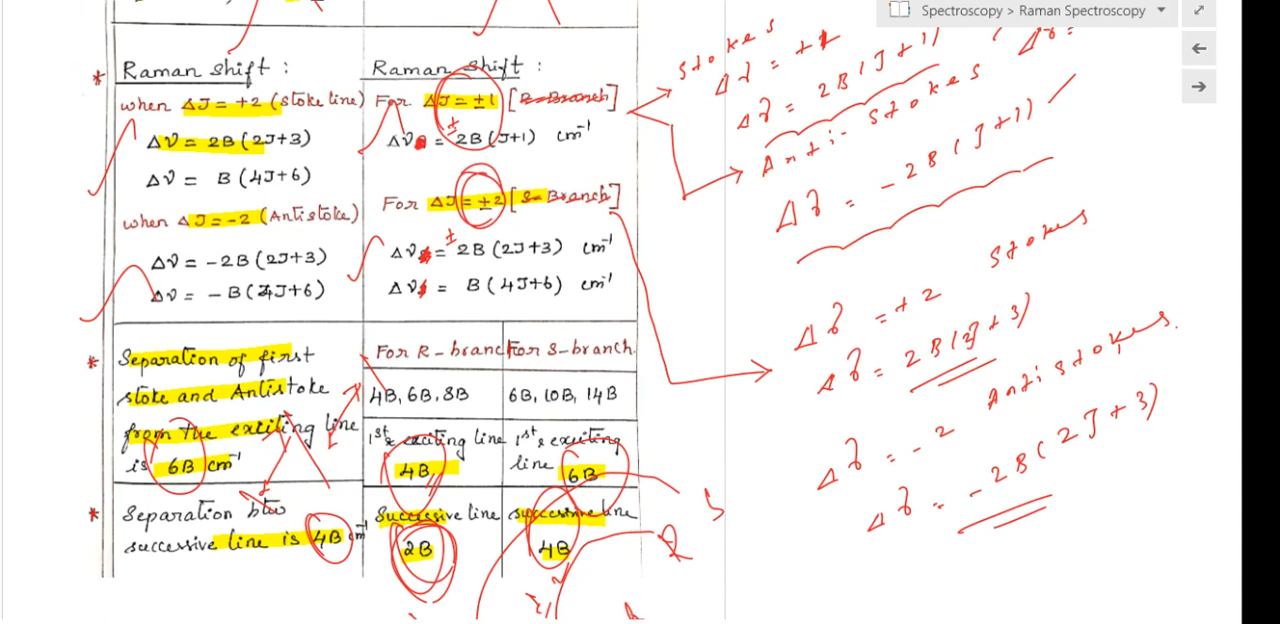 Spectroscopy > Raman Spectroscopy
* Raman shift :
when ΔJ = +2 (stoke line)
Δν = 2B(2J+3)
Δν = B(4J+6)
when ΔJ = -2 (Antistoke)
Δν = -2B(2J+3)
Δν = -B(4J+6)
Raman shift :
For ΔJ = ±1 [R-Branch]
Δν = ± 2B(J+1) cm⁻¹
For ΔJ = ±2 [S-Branch]
Δν = ± 2B(2J+3) cm⁻¹
Δν = B(4J+6) cm⁻¹
* Separation of first
stoke and Antistoke
from the exciting line
is 6B cm⁻¹
For R-branch
4B, 6B, 8B
1st & exciting line
4B,
For S-branch.
6B, 10B, 14B
1st & exciting
line 6B
* Separation btw
successive line is 4B cm⁻¹
Successive line
2B
successive line
4B
Stokes
ΔJ = +1
Δν = 2B(J+1)
Anti-Stokes
Δν = -2B(J+1)
Stokes
ΔJ = +2
Δν = 2B(2J+3)
Antistokes.
ΔJ = -2
Δν = -2B(2J+3)
S
R